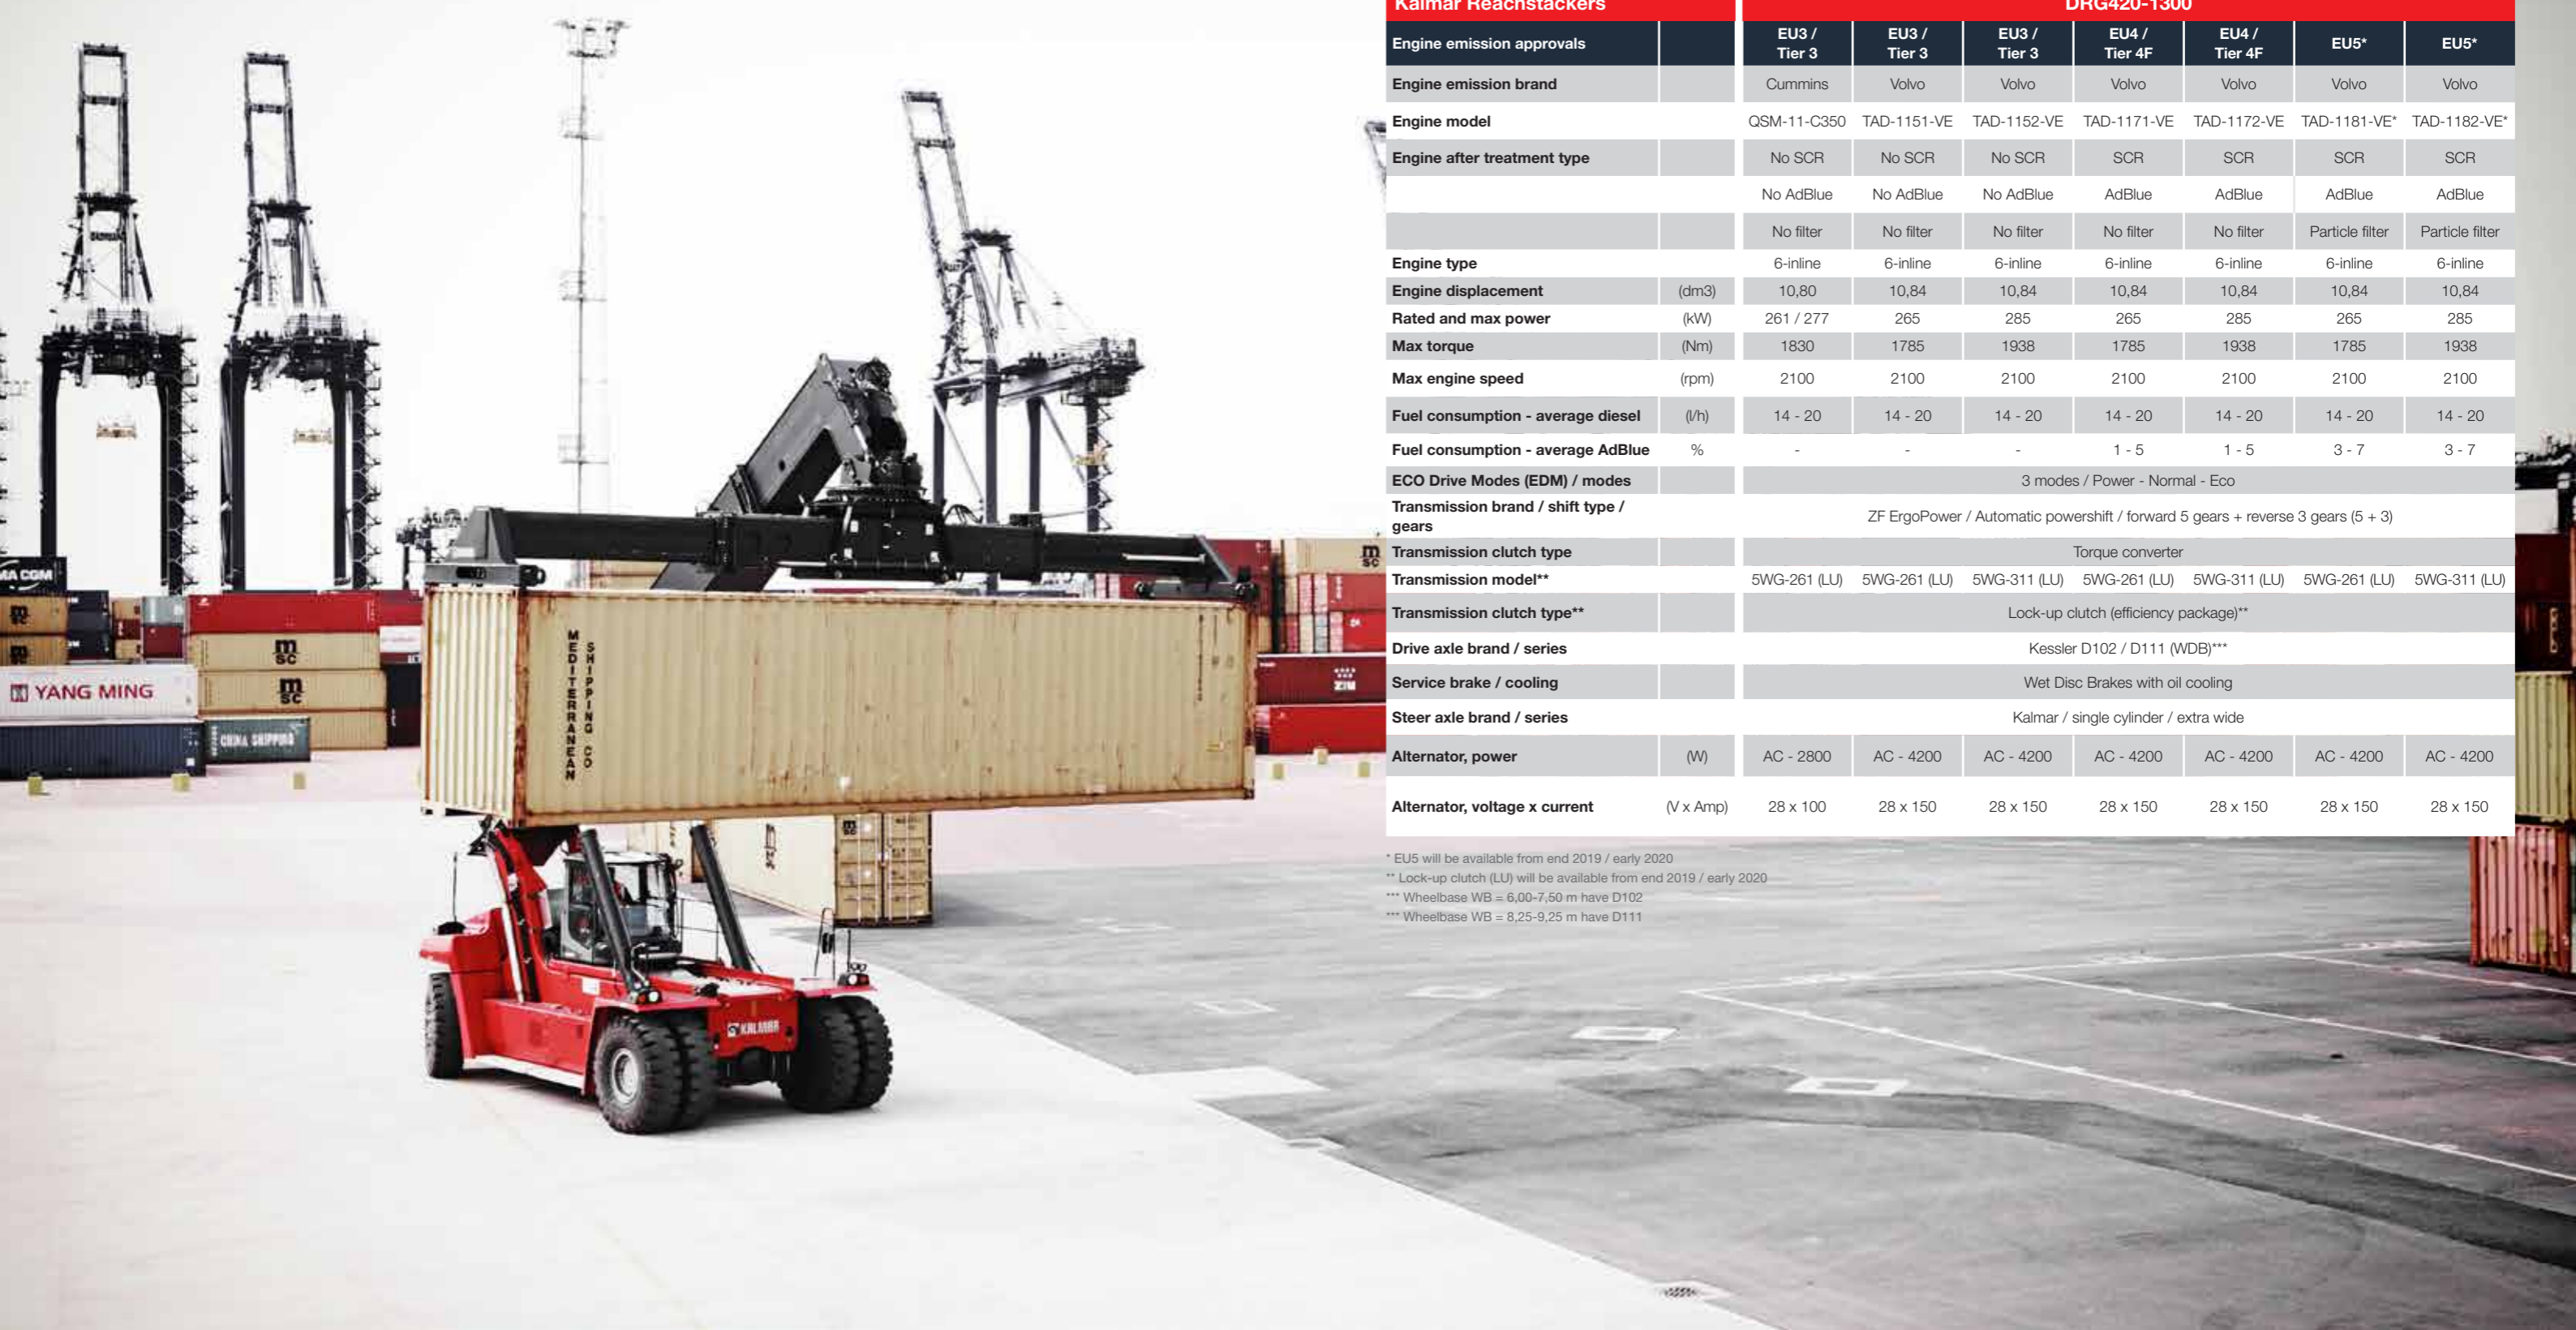 MA CGM
m
sc
m
sc
YANG MING
m
sc
CHINA SHIPPING
MEDITERRANEAN
SHIPPING CO
m
sc
ZIM
KALMAR
Kalmar Reachstackers DRG420-1300
Engine emission approvals EU3 / Tier 3 EU3 / Tier 3 EU3 / Tier 3 EU4 / Tier 4F EU4 / Tier 4F EU5* EU5*
Engine emission brand Cummins Volvo Volvo Volvo Volvo Volvo Volvo
Engine model QSM-11-C350 TAD-1151-VE TAD-1152-VE TAD-1171-VE TAD-1172-VE TAD-1181-VE* TAD-1182-VE*
Engine after treatment type No SCR No SCR No SCR SCR SCR SCR SCR
No AdBlue No AdBlue No AdBlue AdBlue AdBlue AdBlue AdBlue
No filter No filter No filter No filter No filter Particle filter Particle filter
Engine type 6-inline 6-inline 6-inline 6-inline 6-inline 6-inline 6-inline
Engine displacement (dm3) 10,80 10,84 10,84 10,84 10,84 10,84 10,84
Rated and max power (kW) 261 / 277 265 285 265 285 265 285
Max torque (Nm) 1830 1785 1938 1785 1938 1785 1938
Max engine speed (rpm) 2100 2100 2100 2100 2100 2100 2100
Fuel consumption - average diesel (l/h) 14 - 20 14 - 20 14 - 20 14 - 20 14 - 20 14 - 20 14 - 20
Fuel consumption - average AdBlue % - - - 1 - 5 1 - 5 3 - 7 3 - 7
ECO Drive Modes (EDM) / modes 3 modes / Power - Normal - Eco
Transmission brand / shift type / gears ZF ErgoPower / Automatic powershift / forward 5 gears + reverse 3 gears (5 + 3)
Transmission clutch type Torque converter
Transmission model** 5WG-261 (LU) 5WG-261 (LU) 5WG-311 (LU) 5WG-261 (LU) 5WG-311 (LU) 5WG-261 (LU) 5WG-311 (LU)
Transmission clutch type** Lock-up clutch (efficiency package)**
Drive axle brand / series Kessler D102 / D111 (WDB)***
Service brake / cooling Wet Disc Brakes with oil cooling
Steer axle brand / series Kalmar / single cylinder / extra wide
Alternator, power (W) AC - 2800 AC - 4200 AC - 4200 AC - 4200 AC - 4200 AC - 4200 AC - 4200
Alternator, voltage x current (V x Amp) 28 x 100 28 x 150 28 x 150 28 x 150 28 x 150 28 x 150 28 x 150
* EU5 will be available from end 2019 / early 2020
** Lock-up clutch (LU) will be available from end 2019 / early 2020
*** Wheelbase WB = 6,00-7,50 m have D102
*** Wheelbase WB = 8,25-9,25 m have D111